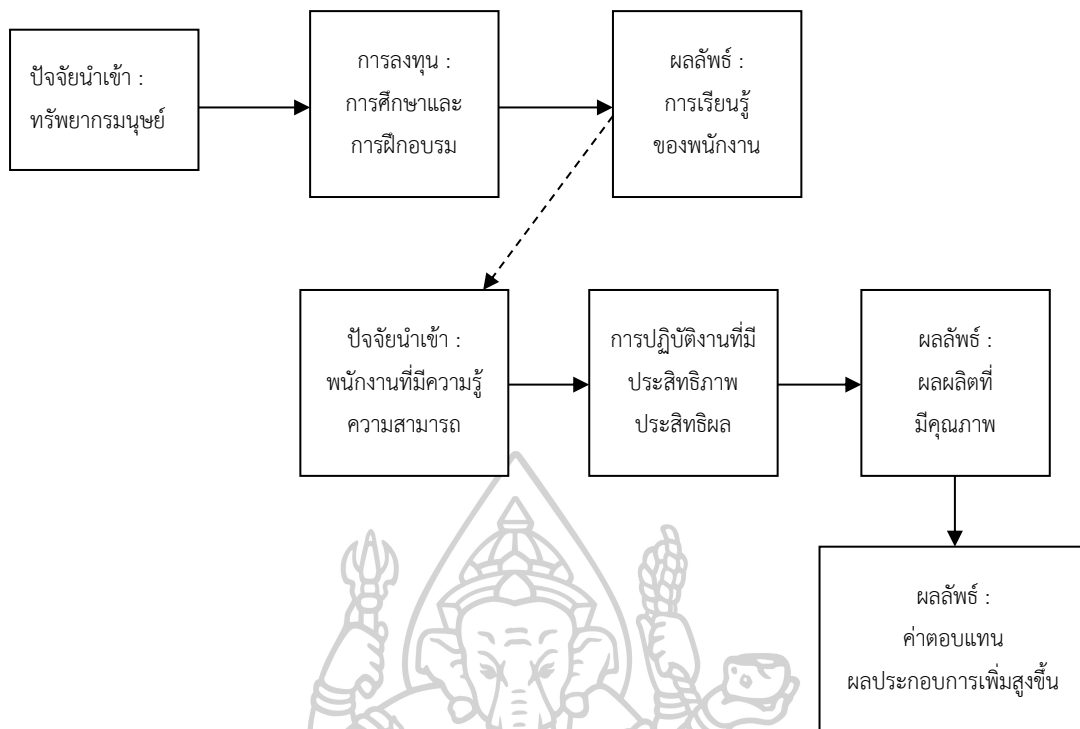 ปัจจัยนำเข้า :
ทรัพยากรมนุษย์
การลงทุน :
การศึกษาและ
การฝึกอบรม
ผลลัพธ์ :
การเรียนรู้
ของพนักงาน
ปัจจัยนำเข้า :
พนักงานที่มีความรู้
ความสามารถ
การปฏิบัติงานที่มี
ประสิทธิภาพ
ประสิทธิผล
ผลลัพธ์ :
ผลผลิตที่
มีคุณภาพ
ผลลัพธ์ :
ค่าตอบแทน
ผลประกอบการเพิ่มสูงขึ้น